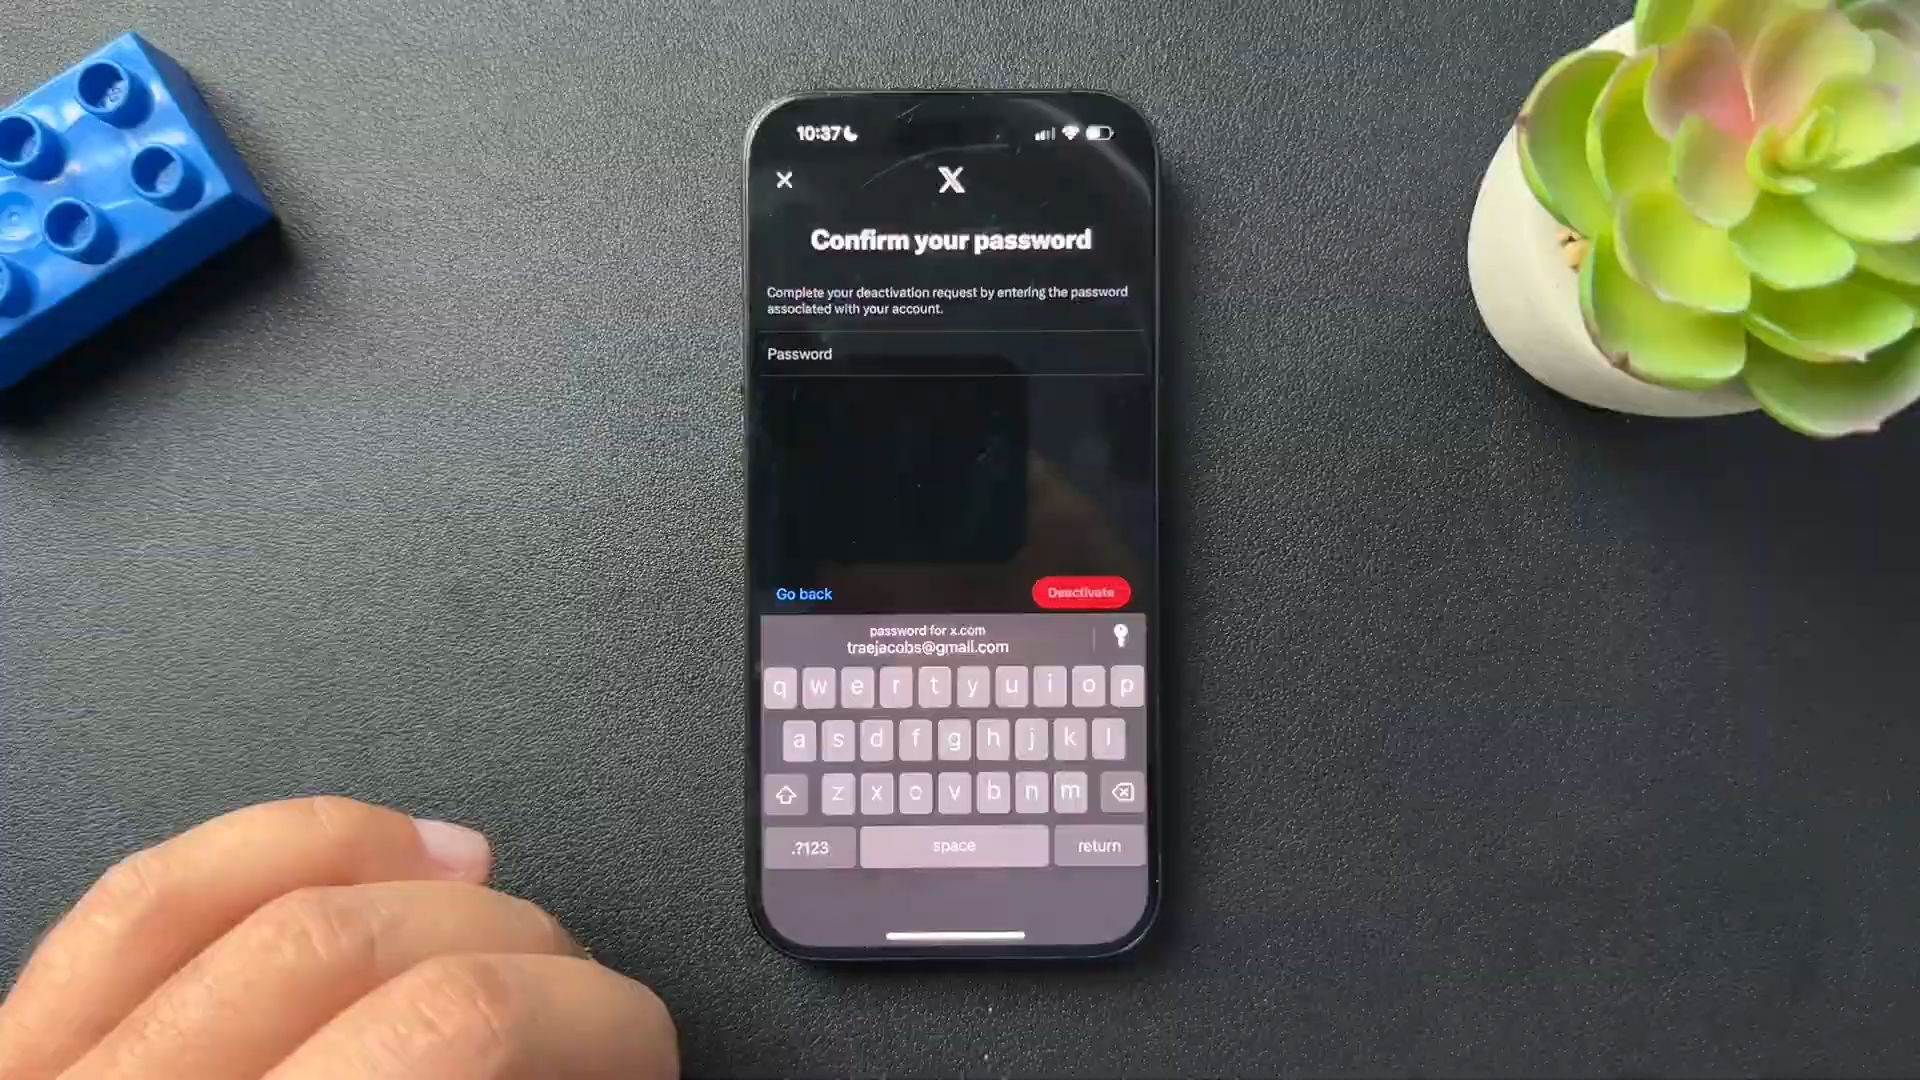 10:37
X
Confirm your password
Complete your deactivation request by entering the password
associated with your account.
Password
Go back
Deactivate
password for x.com
traejacobs@gmail.com
q w e r t y u i o p
a s d f g h j k l
z x c v b n m
.?123
space
return